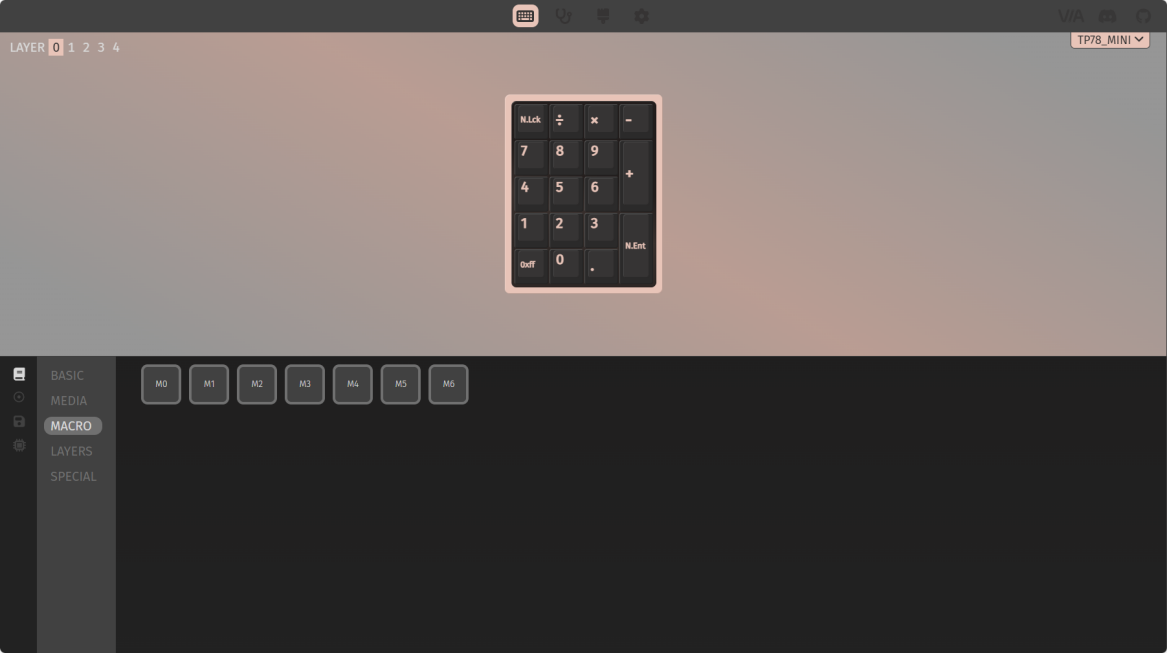 VIA
LAYER 0 1 2 3 4
TP78_MINI
N.Lck ÷ × -
7 8 9
+
4 5 6
1 2 3
N.Ent
0xff 0 .
BASIC
MEDIA
MACRO
LAYERS
SPECIAL
M0 M1 M2 M3 M4 M5 M6